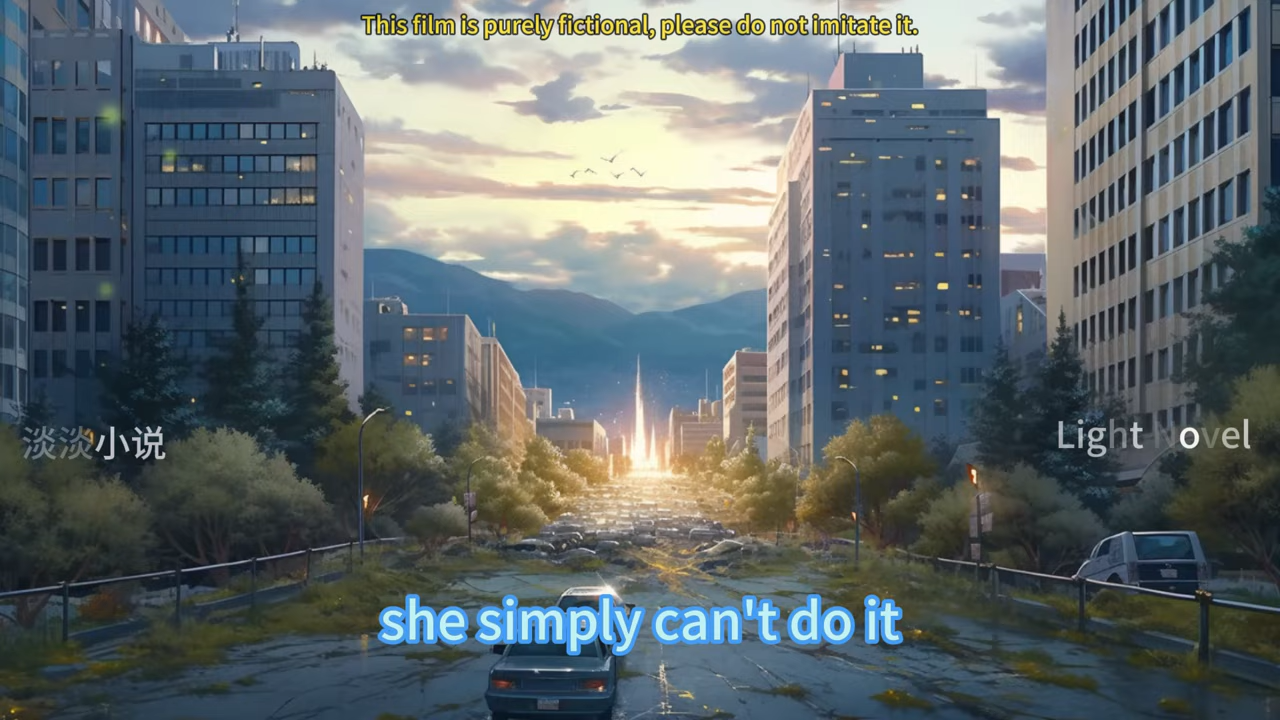 This film is purely fictional, please do not imitate it.
淡淡小说
Light Novel
she simply can't do it